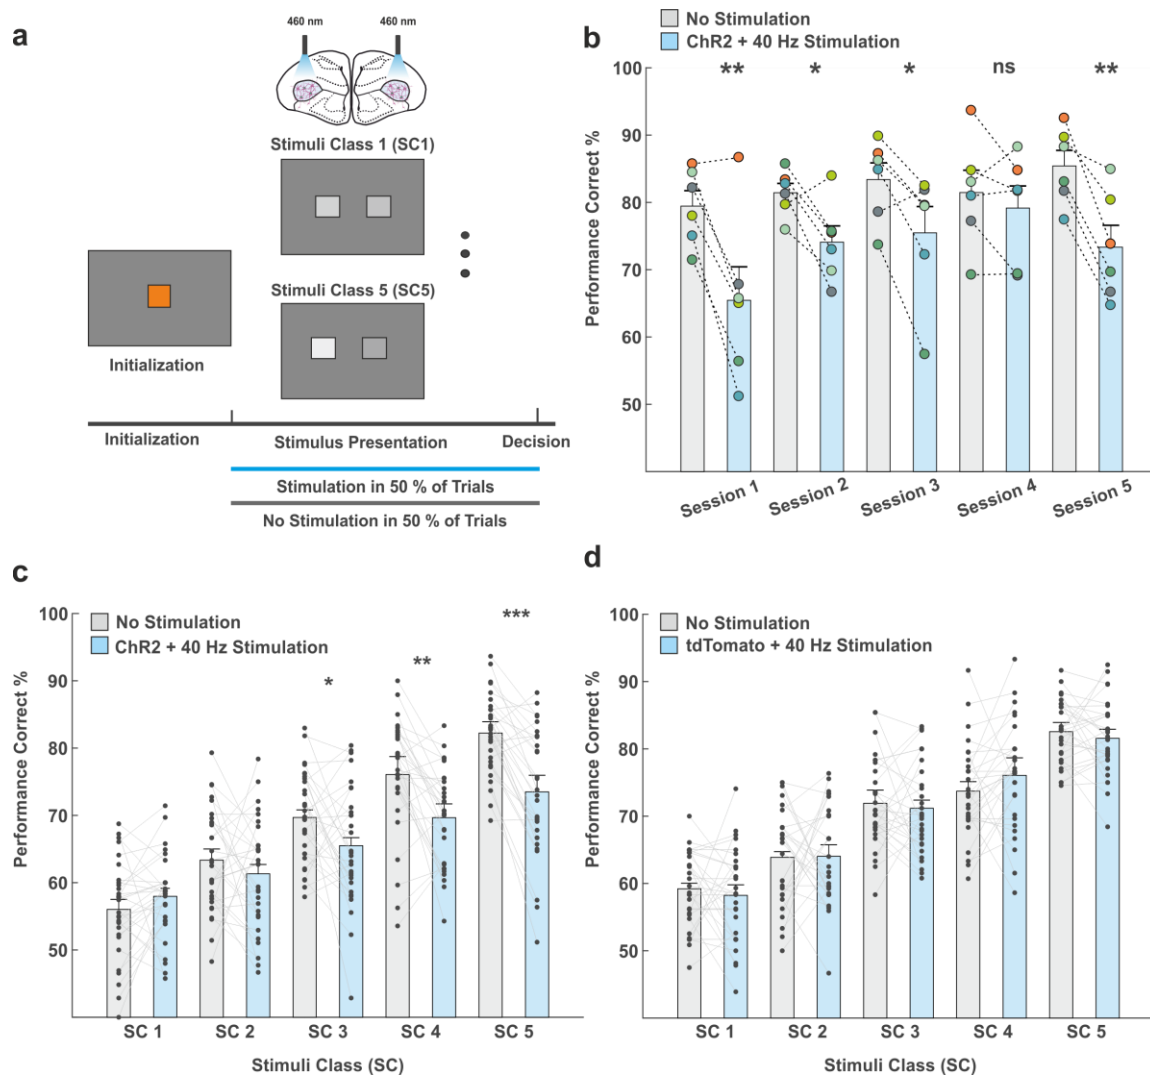 a
460 nm 460 nm
Stimuli Class 1 (SC1)
Stimuli Class 5 (SC5)
Initialization
Initialization Stimulus Presentation Decision
Stimulation in 50 % of Trials
No Stimulation in 50 % of Trials
b
No Stimulation
ChR2 + 40 Hz Stimulation
Performance Correct %
100
90
80
70
60
50
** * * ns **
Session 1 Session 2 Session 3 Session 4 Session 5
c
No Stimulation
ChR2 + 40 Hz Stimulation
Performance Correct %
100
90
80
70
60
50
* ** ***
SC 1 SC 2 SC 3 SC 4 SC 5
Stimuli Class (SC)
d
No Stimulation
tdTomato + 40 Hz Stimulation
Performance Correct %
100
90
80
70
60
50
SC 1 SC 2 SC 3 SC 4 SC 5
Stimuli Class (SC)